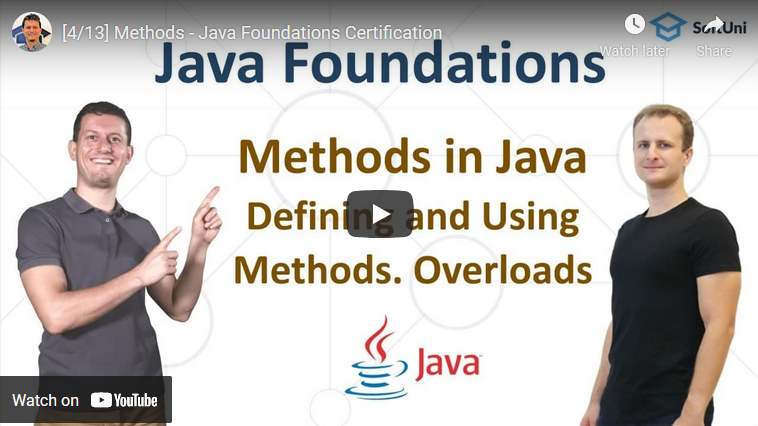 [4/13] Methods - Java Foundations Certification
Watch later
Share
SoftUni
Java Foundations
Methods in Java
Defining and Using
Methods. Overloads
Java
Watch on YouTube